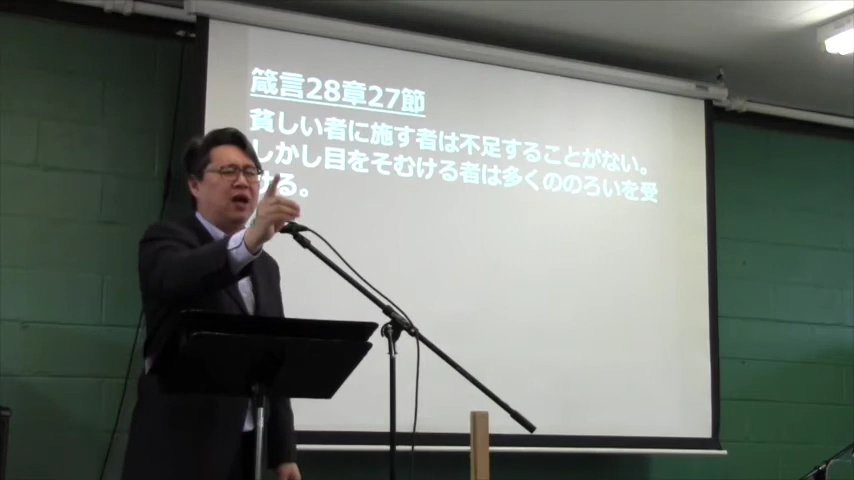 箴言28章27節
貧しい者に施す者は不足することがない。
しかし目をそむける者は多くののろいを受
ける。